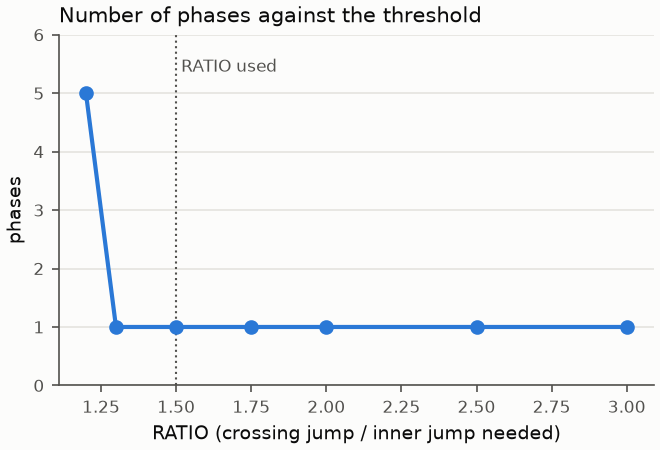 Number of phases against the threshold
6
RATIO used
5
4
3
2
1
0
phases
1.25 1.50 1.75 2.00 2.25 2.50 2.75 3.00
RATIO (crossing jump / inner jump needed)